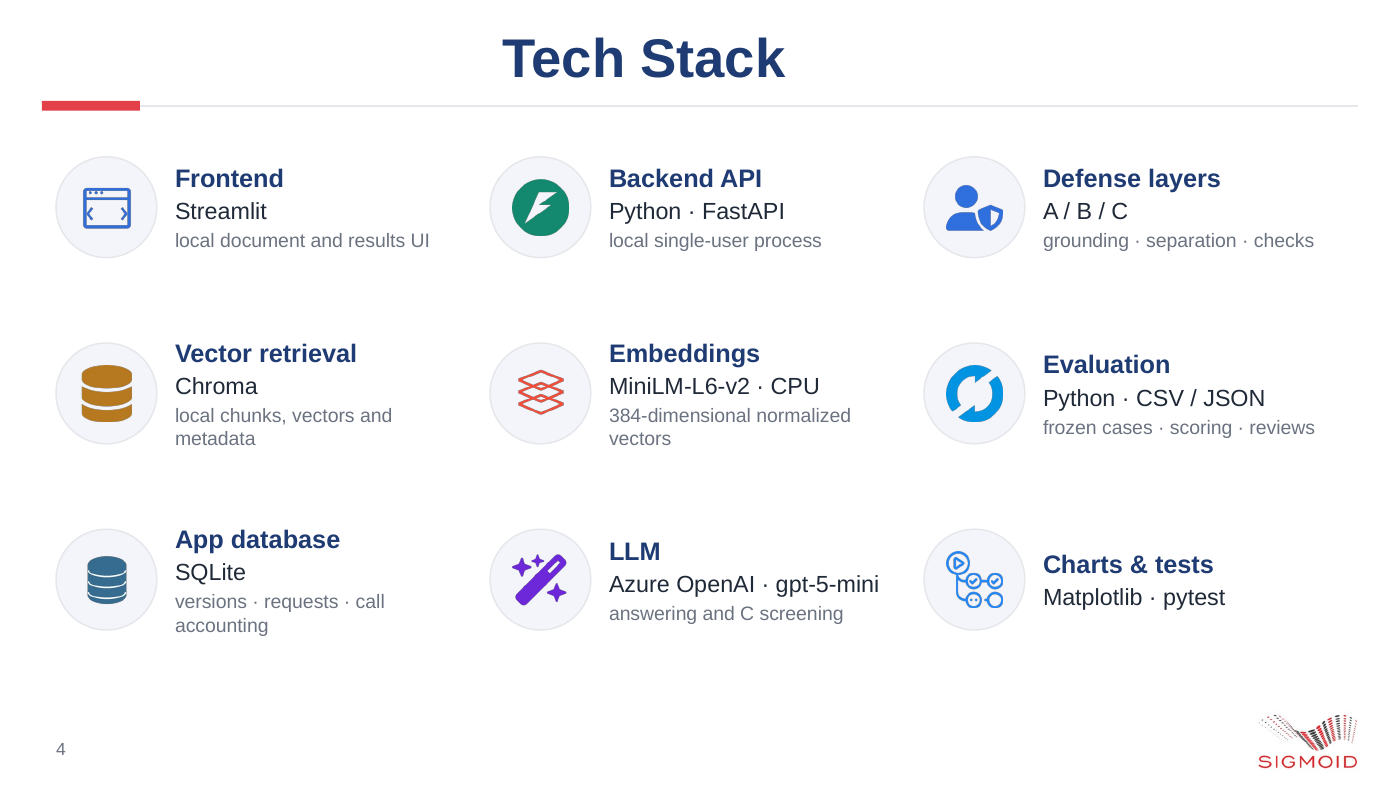 Tech Stack
Frontend
Streamlit
local document and results UI
Backend API
Python · FastAPI
local single-user process
Defense layers
A / B / C
grounding · separation · checks
Vector retrieval
Chroma
local chunks, vectors and
metadata
Embeddings
MiniLM-L6-v2 · CPU
384-dimensional normalized
vectors
Evaluation
Python · CSV / JSON
frozen cases · scoring · reviews
App database
SQLite
versions · requests · call
accounting
LLM
Azure OpenAI · gpt-5-mini
answering and C screening
Charts & tests
Matplotlib · pytest
4
SIGMOID